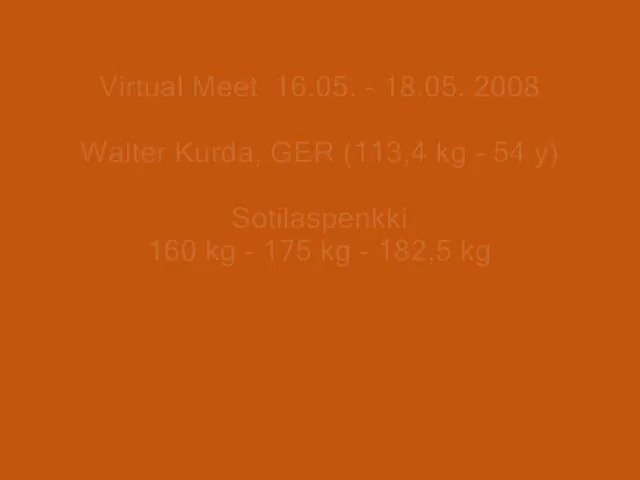 Virtual Meet 16.05. - 18.05. 2008
Walter Kurda, GER (113,4 kg - 54 y)
Sotilaspenkki
160 kg - 175 kg - 182,5 kg